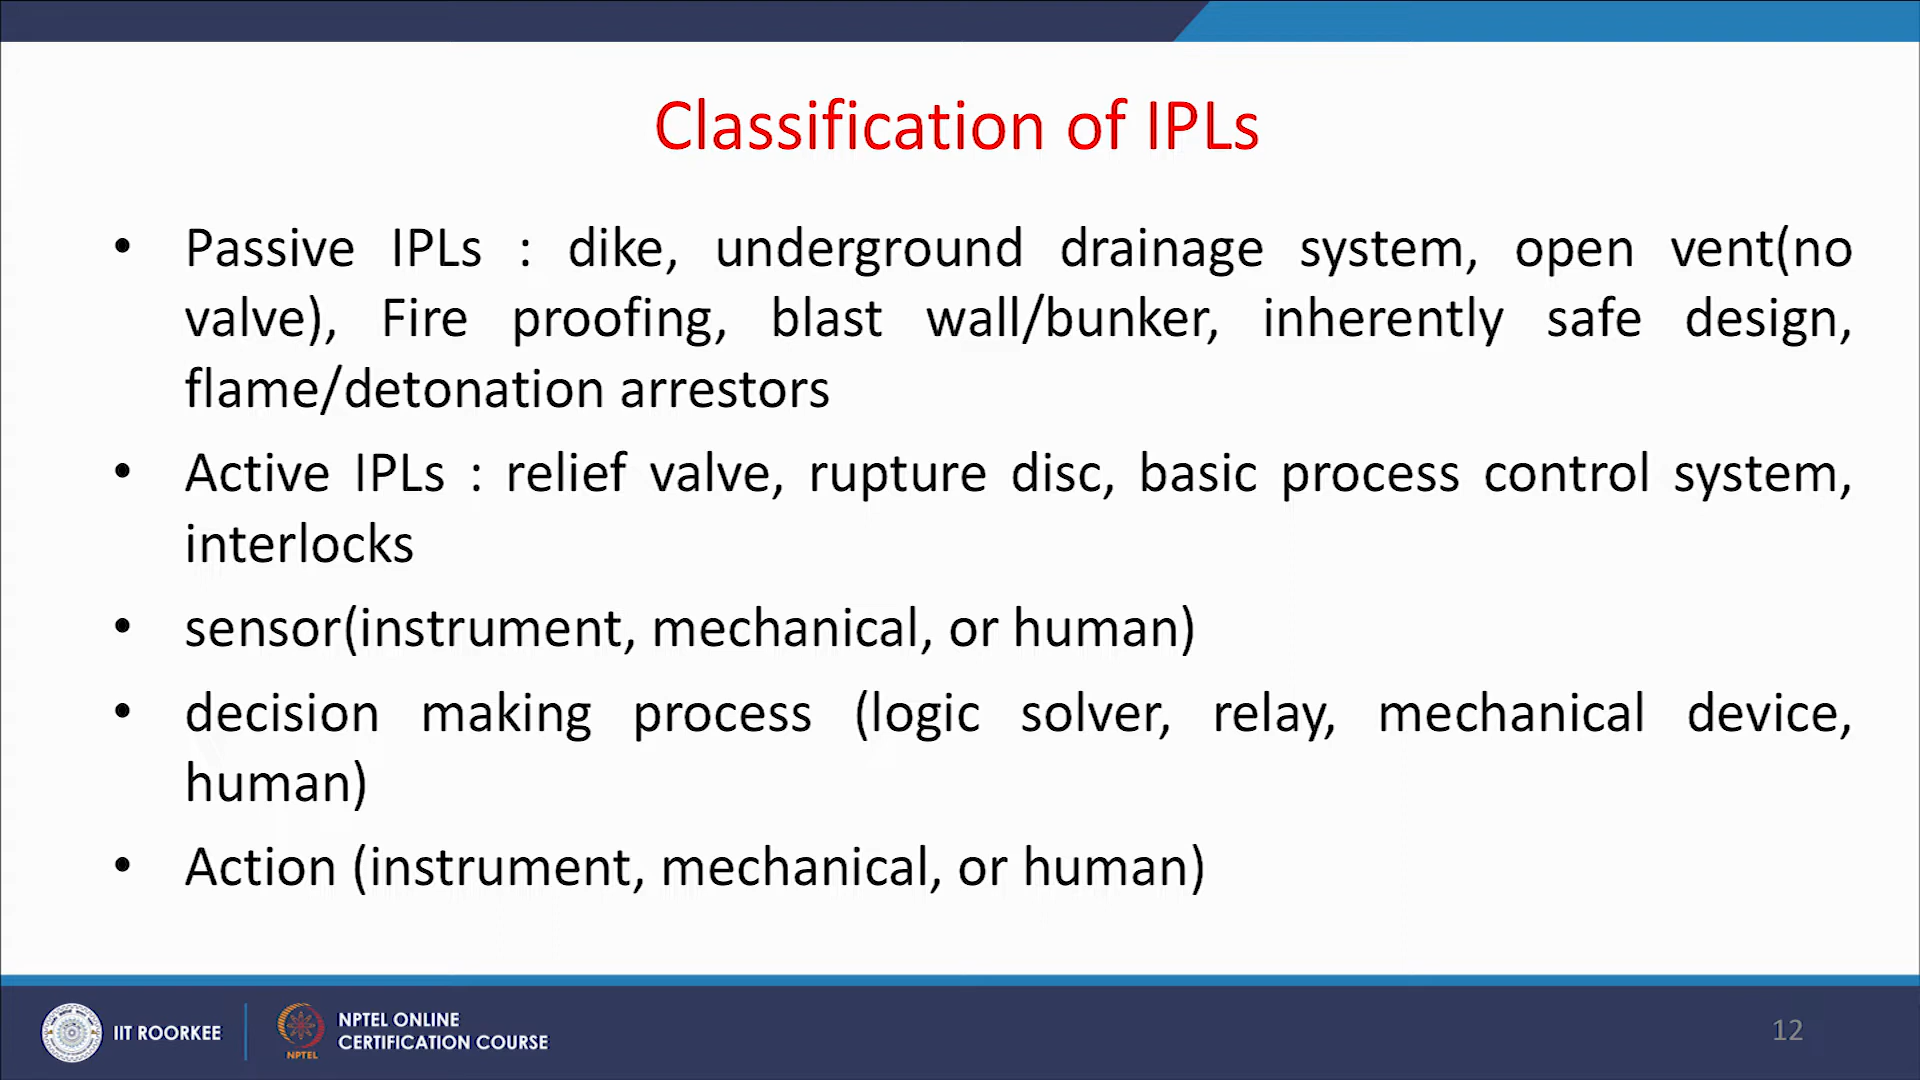 Classification of IPLs
• Passive IPLs : dike, underground drainage system, open vent(no
valve), Fire proofing, blast wall/bunker, inherently safe design,
flame/detonation arrestors
• Active IPLs : relief valve, rupture disc, basic process control system,
interlocks
• sensor(instrument, mechanical, or human)
• decision making process (logic solver, relay, mechanical device,
human)
• Action (instrument, mechanical, or human)
IIT ROORKEE
NPTEL
NPTEL ONLINE
CERTIFICATION COURSE
12